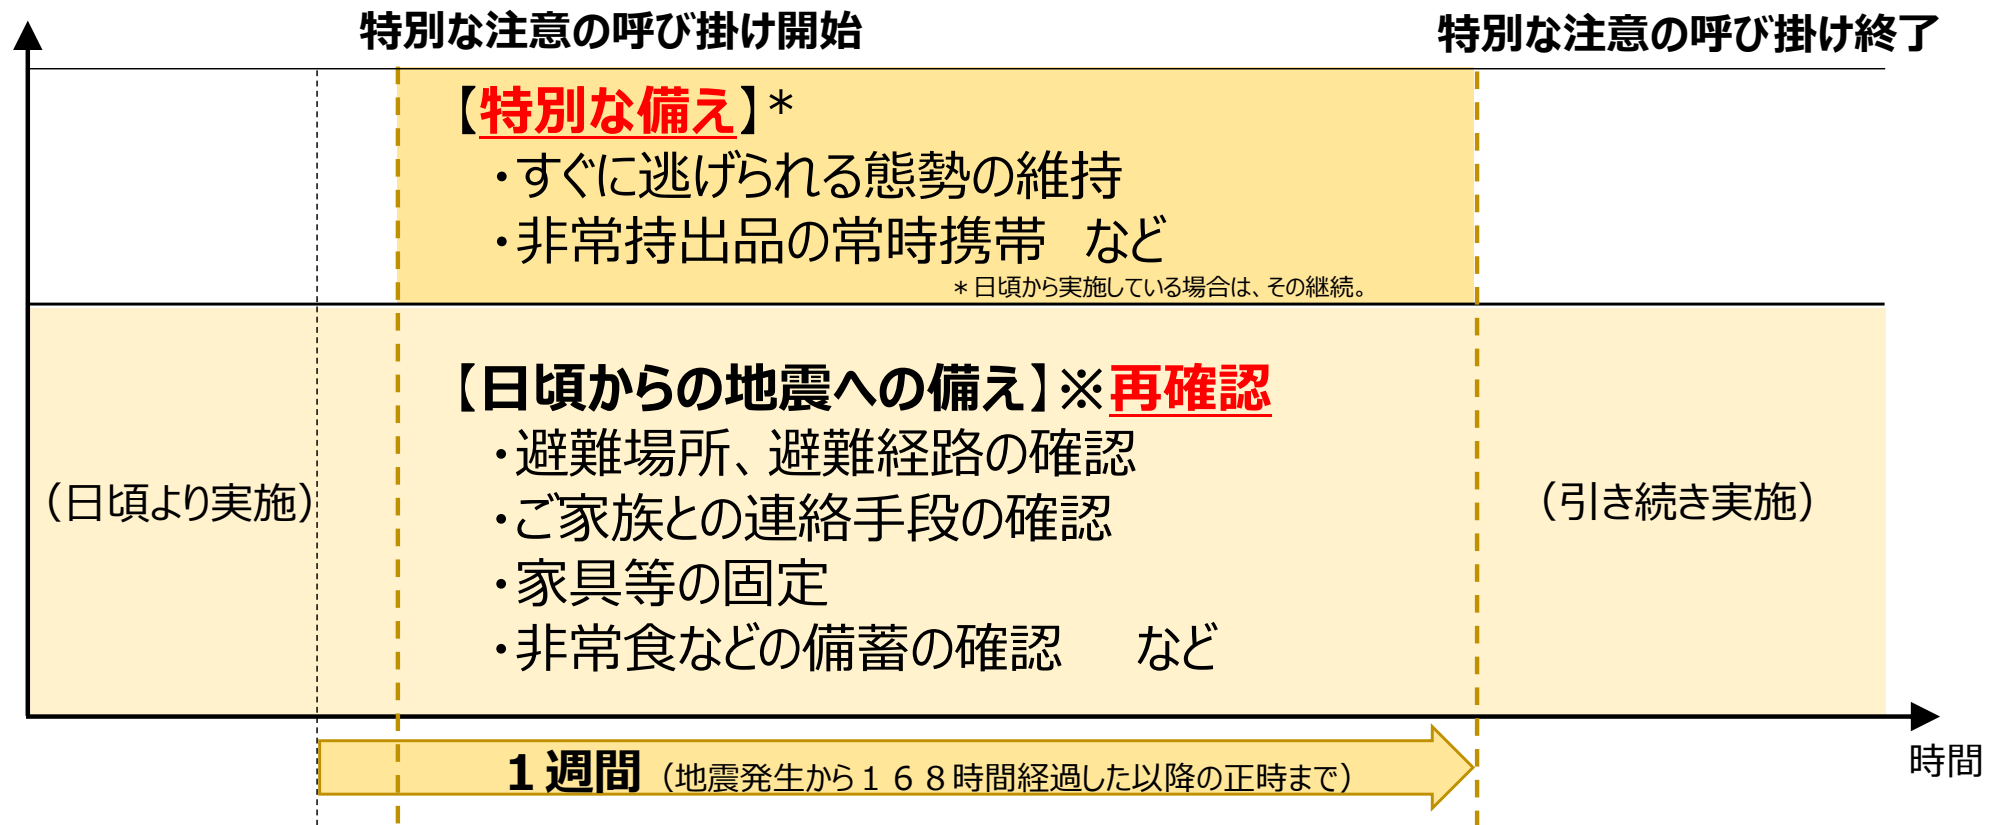 特別な注意の呼び掛け開始
特別な注意の呼び掛け終了
【特別な備え】*
・すぐに逃げられる態勢の維持
・非常持出品の常時携帯　など
＊日頃から実施している場合は、その継続。
【日頃からの地震への備え】※再確認
・避難場所、避難経路の確認
・ご家族との連絡手段の確認
・家具等の固定
・非常食などの備蓄の確認　など
（日頃より実施）
（引き続き実施）
１週間（地震発生から１６８時間経過した以降の正時まで）
時間